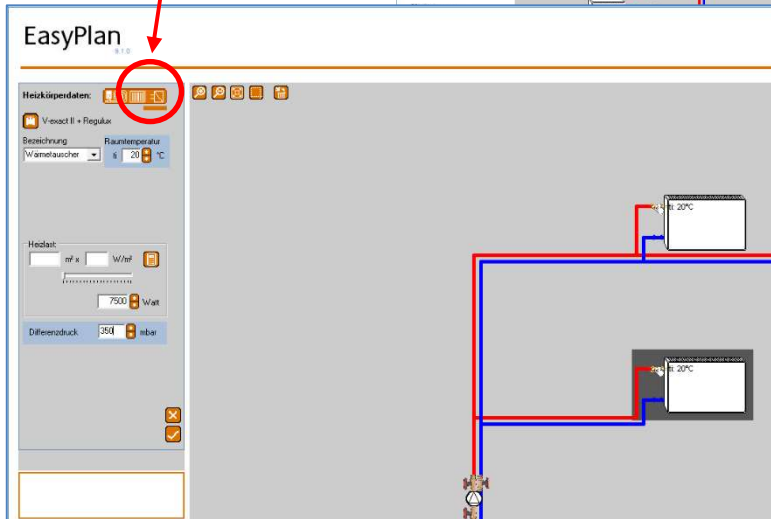 EasyPlan
Heizkörperdaten:
V-exact II + Regulux
Bezeichnung
Raumtemperatur
Wärmetauscher
ti
20
°C
Heizlast
m² x
W/m²
7500
Watt
Differenzdruck
350
mbar
ti: 20°C
ti: 20°C